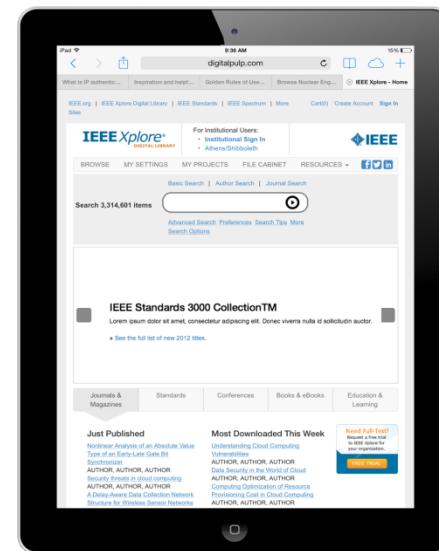 iPad 9:36 AM 15%
digitalpulp.com
What is IP authentic... Inspiration and helpf... Golden Rules of Use... Browse Nuclear Eng... IEEE Xplore - Home
IEEE.org | IEEE Xplore Digital Library | IEEE Standards | IEEE Spectrum | More Cart(0) Create Account Sign In
Sites
IEEE Xplore®
DIGITAL LIBRARY
For Institutional Users:
• Institutional Sign In
• Athens/Shibboleth
IEEE
BROWSE MY SETTINGS MY PROJECTS FILE CABINET RESOURCES
Basic Search | Author Search | Journal Search
Search 3,314,601 items
Advanced Search Preferences Search Tips More
Search Options
IEEE Standards 3000 CollectionTM
Lorem ipsum dolor sit amet, consectetur adipiscing elit. Donec viverra nulla id sollicitudin auctor.
» See the full list of new 2012 titles.
Journals &
Magazines
Standards
Conferences
Books & eBooks
Education &
Learning
Just Published
Nonlinear Analysis of an Absolute Value
Type of an Early-Late Gate Bit
Synchronizer
AUTHOR, AUTHOR, AUTHOR
Security threats in cloud computing
AUTHOR, AUTHOR, AUTHOR
A Delay-Aware Data Collection Network
Structure for Wireless Sensor Networks
Most Downloaded This Week
Understanding Cloud Computing
Vulnerabilities
AUTHOR, AUTHOR, AUTHOR
Data Security in the World of Cloud
Computing Optimization of Resource
Provisioning Cost in Cloud Computing
AUTHOR, AUTHOR, AUTHOR
Need Full-Text?
Request a free trial
to IEEE Xplore for
your organization.
FREE TRIAL